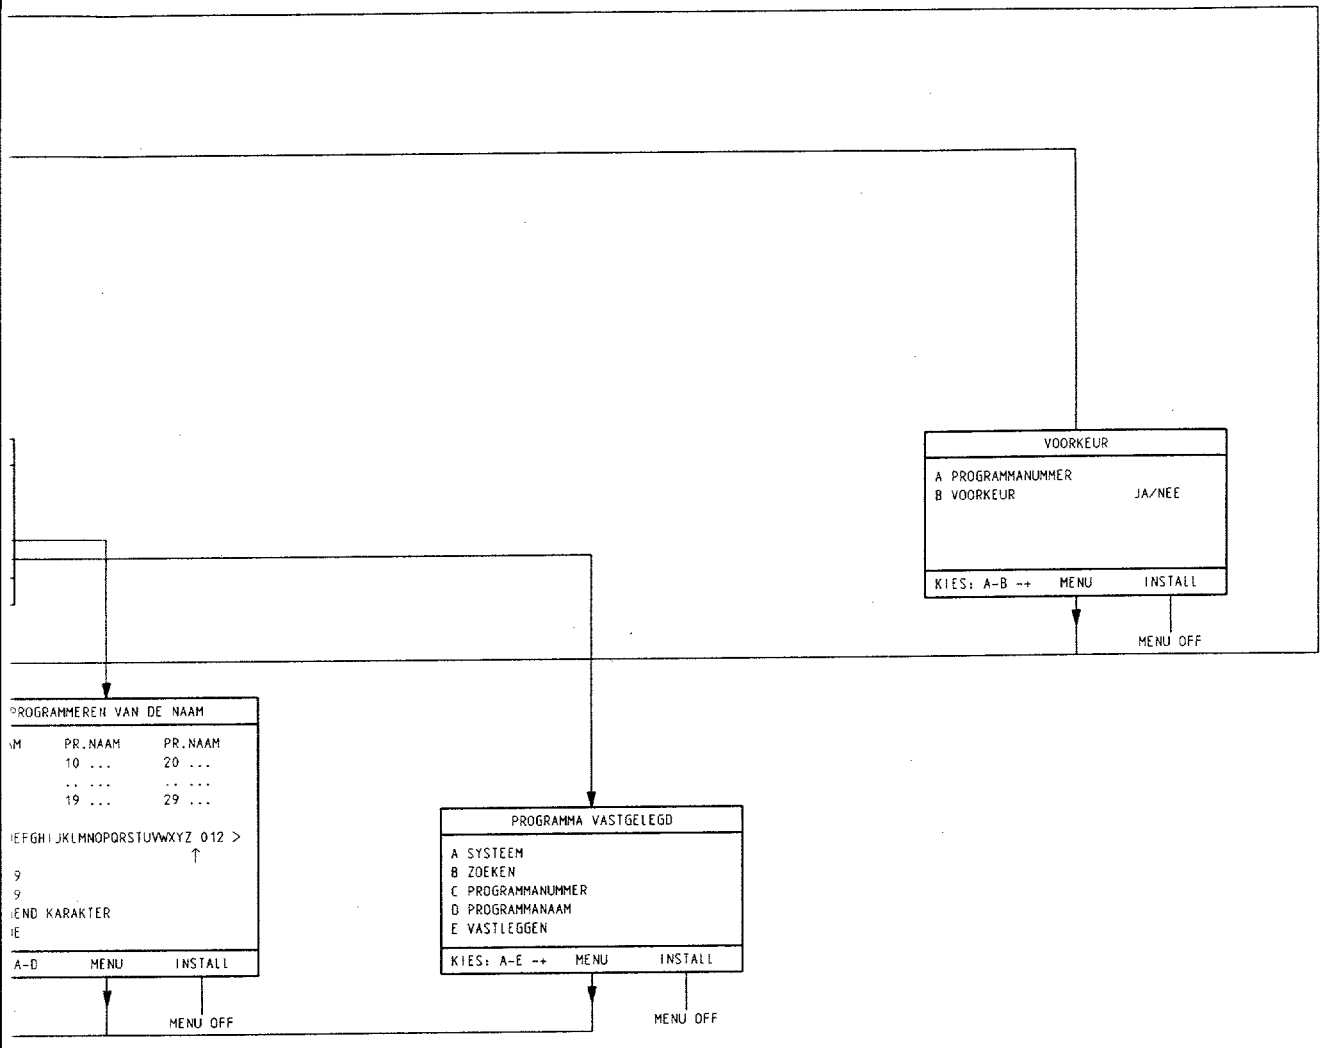 VOORKEUR
A PROGRAMMANUMMER
B VOORKEUR JA/NEE
KIES: A-B -+ MENU INSTALL
MENU OFF
PROGRAMMEREN VAN DE NAAM
PR.NAAM PR.NAAM
10 ... 20 ...
.. ... .. ...
19 ... 29 ...
EFGHIJKLMNOPQRSTUVWXYZ 012 >
↑
9
9
END KARAKTER
E
A-D MENU INSTALL
MENU OFF
PROGRAMMA VASTGELEGD
A SYSTEEM
B ZOEKEN
C PROGRAMMANUMMER
D PROGRAMMANAAM
E VASTLEGGEN
KIES: A-E -+ MENU INSTALL
MENU OFF